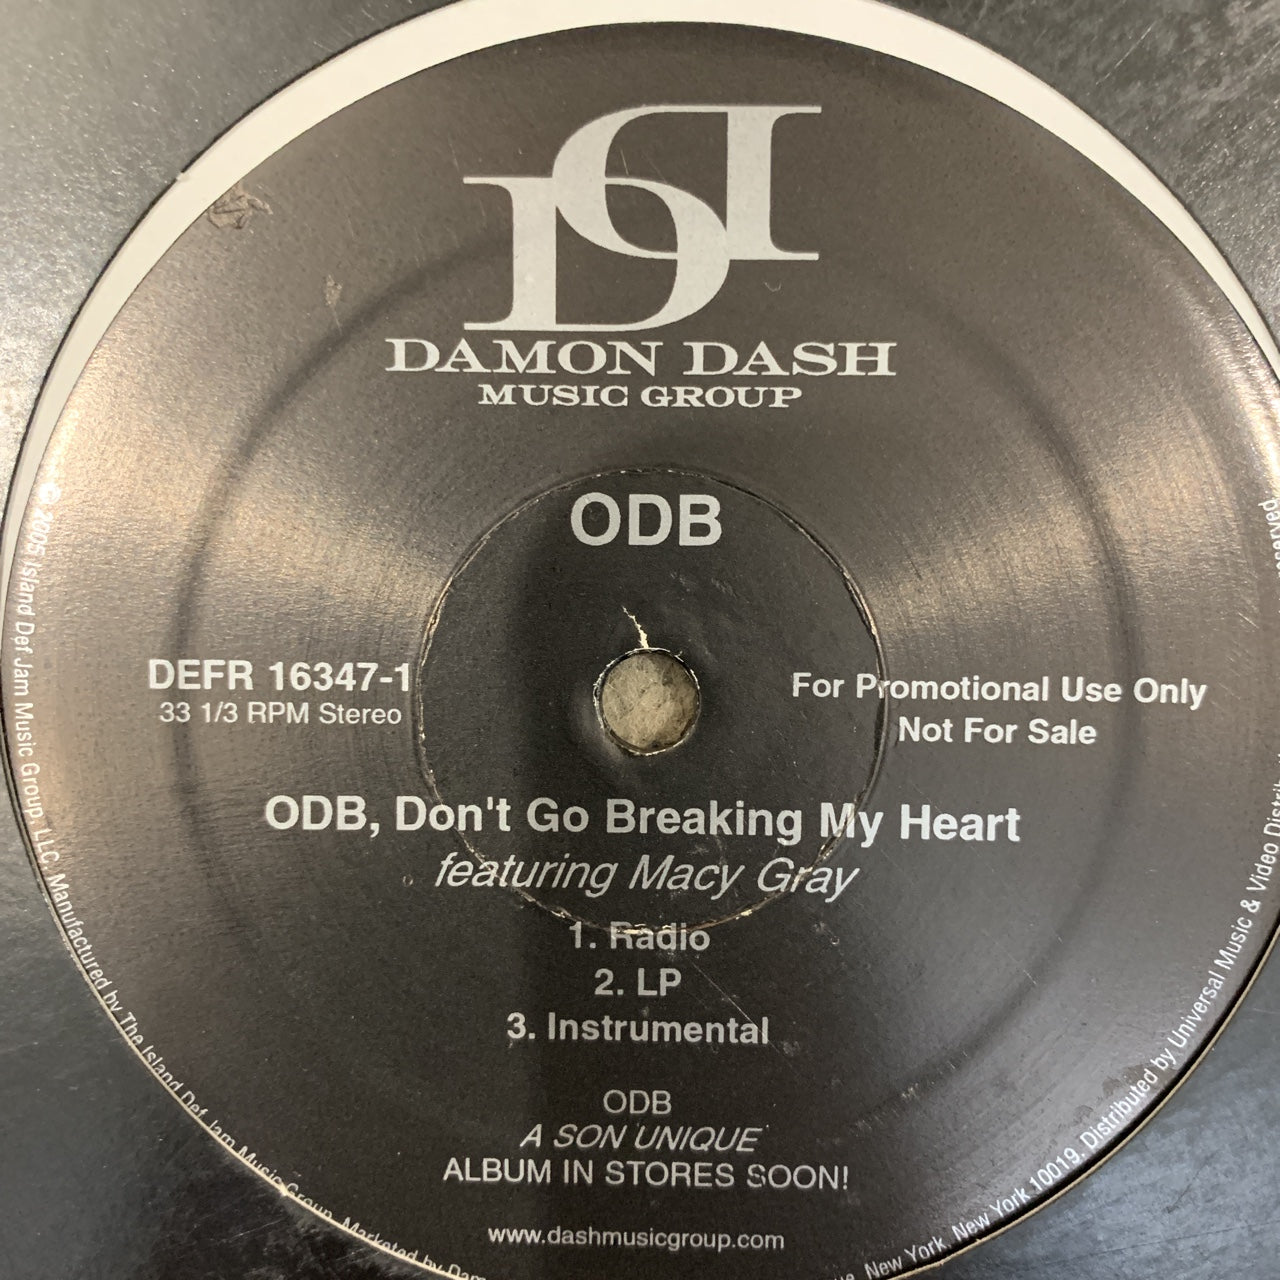 DAMON DASH
MUSIC GROUP
ODB
DEFR 16347-1
33 1/3 RPM Stereo
For Promotional Use Only
Not For Sale
ODB, Don't Go Breaking My Heart
featuring Macy Gray
1. Radio
2. LP
3. Instrumental
ODB
A SON UNIQUE
ALBUM IN STORES SOON!
www.dashmusicgroup.com
© 2005 Island Def Jam Music Group, LLC. Manufactured by The Island Def Jam Music Group. Marketed by
New York, New York 10019. Distributed by Universal Music & Video